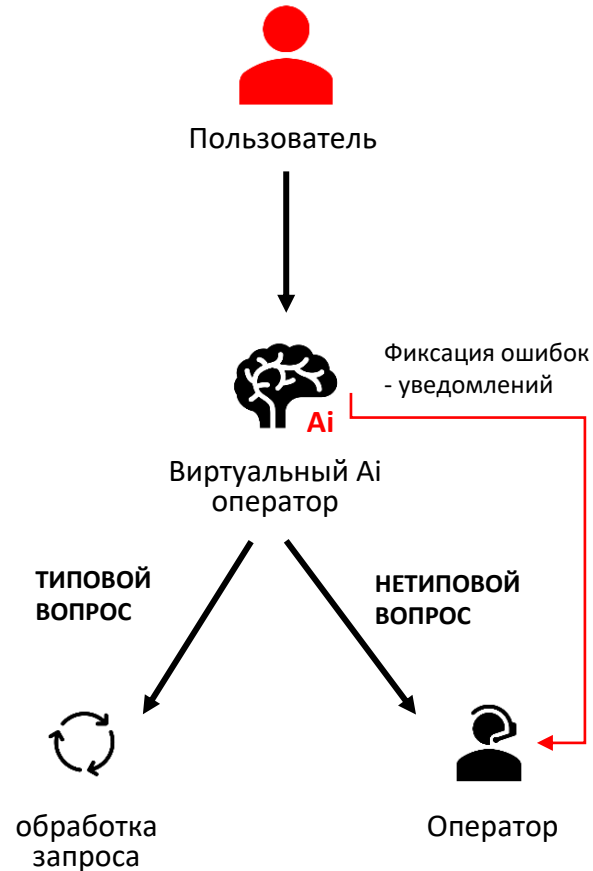 Пользователь
Фиксация ошибок
- уведомлений
Ai
Виртуальный Ai
оператор
ТИПОВОЙ
ВОПРОС
НЕТИПОВОЙ
ВОПРОС
обработка
запроса
Оператор